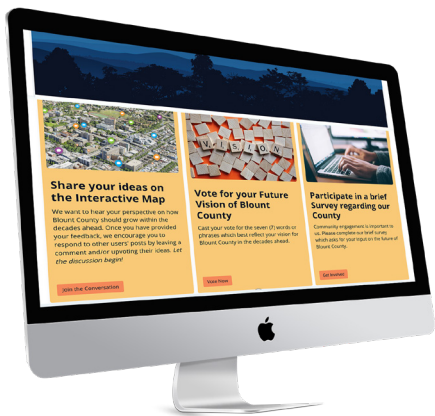 Share your ideas on
the Interactive Map
We want to hear your perspective on how
Blount County should grow within the
decades ahead. Once you have provided
your feedback, we encourage you to
respond to other users' posts by leaving a
comment and/or upvoting their ideas. Let
the discussion begin!
Join the Conversation
VISION
Vote for your Future
Vision of Blount
County
Cast your vote for the seven (7) words or
phrases which best reflect your vision for
Blount County in the decades ahead.
Vote Now
Participate in a brief
Survey regarding our
County
Community engagement is important to
us. Please complete our brief survey
which asks for your input on the future of
Blount County.
Get Involved